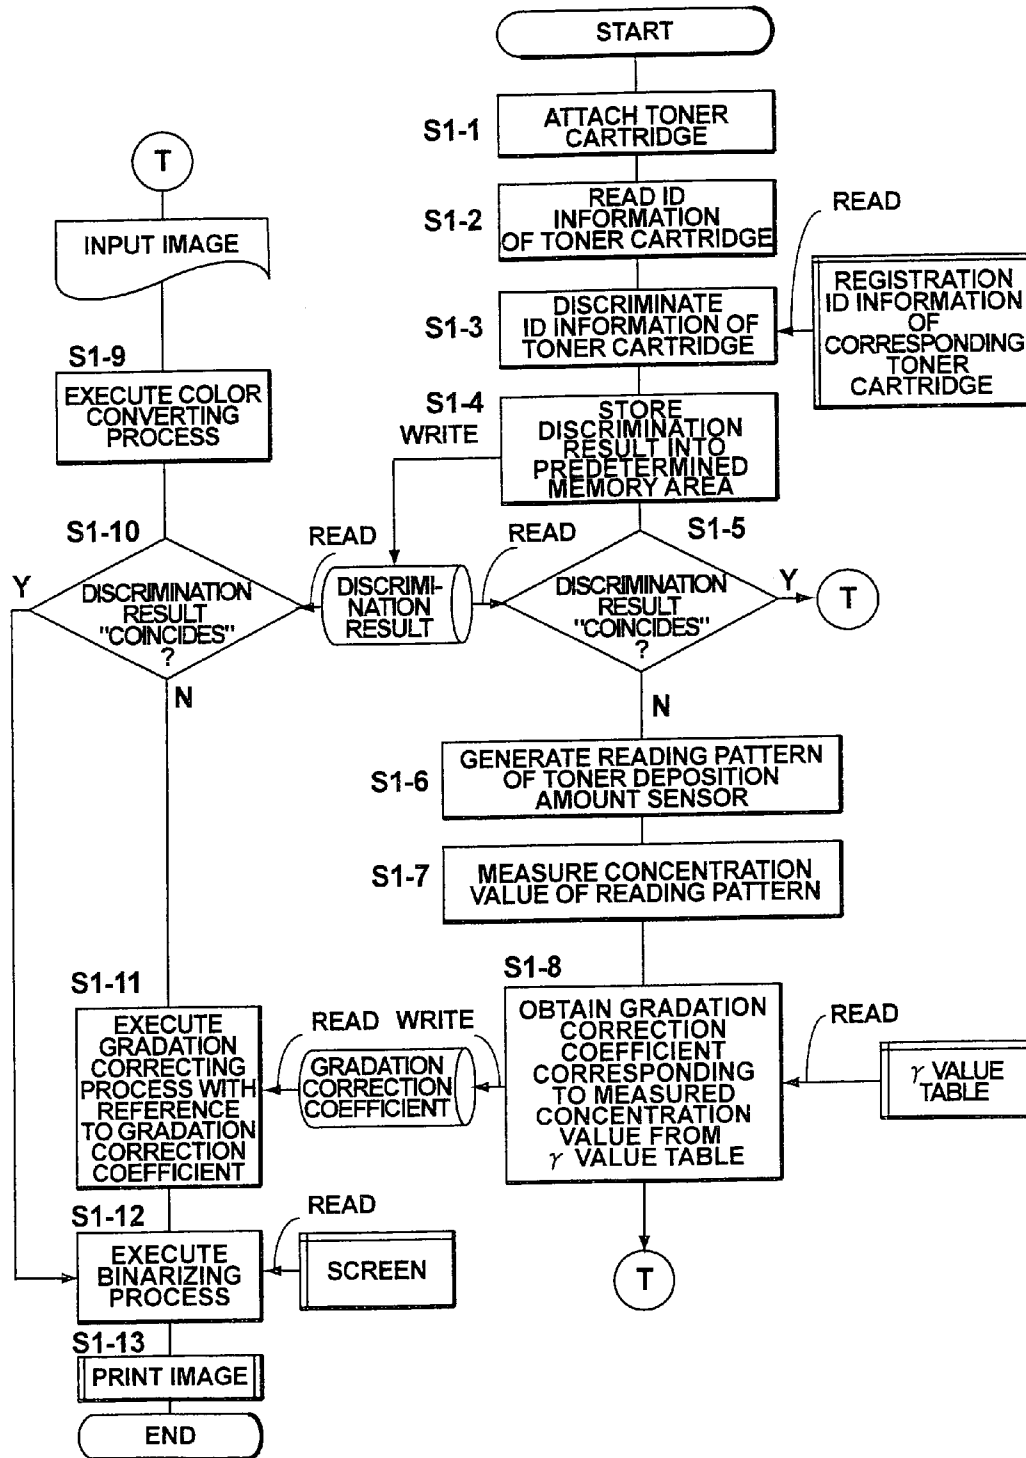 START
S1-1
ATTACH TONER
CARTRIDGE
S1-2
READ ID
INFORMATION
OF TONER CARTRIDGE
READ
REGISTRATION
ID INFORMATION
OF
CORRESPONDING
TONER
CARTRIDGE
S1-3
DISCRIMINATE
ID INFORMATION OF
TONER CARTRIDGE
S1-4
WRITE
STORE
DISCRIMINATION
RESULT INTO
PREDETERMINED
MEMORY AREA
S1-5
READ
READ
DISCRIMI-
NATION
RESULT
DISCRIMINATION
RESULT
"COINCIDES"
?
Y
T
N
S1-6
GENERATE READING PATTERN
OF TONER DEPOSITION
AMOUNT SENSOR
S1-7
MEASURE CONCENTRATION
VALUE OF READING PATTERN
S1-8
OBTAIN GRADATION
CORRECTION
COEFFICIENT
CORRESPONDING
TO MEASURED
CONCENTRATION
VALUE FROM
γ VALUE TABLE
READ
γ VALUE
TABLE
T
T
INPUT IMAGE
S1-9
EXECUTE COLOR
CONVERTING
PROCESS
S1-10
Y
DISCRIMINATION
RESULT
"COINCIDES"
?
N
S1-11
EXECUTE
GRADATION
CORRECTING
PROCESS WITH
REFERENCE
TO GRADATION
CORRECTION
COEFFICIENT
READ WRITE
GRADATION
CORRECTION
COEFFICIENT
S1-12
EXECUTE
BINARIZING
PROCESS
READ
SCREEN
S1-13
PRINT IMAGE
END